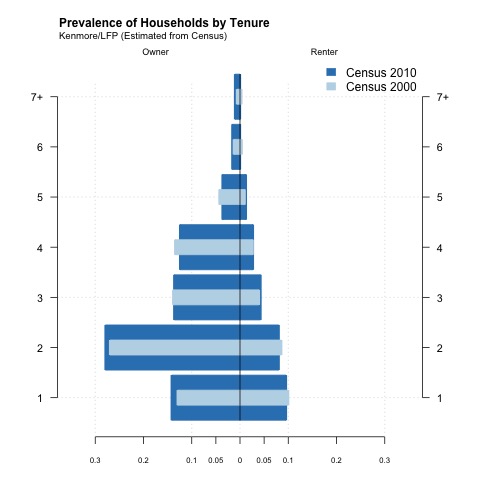 Prevalence of Households by Tenure
Kenmore/LFP (Estimated from Census)
Owner Renter
Census 2010
Census 2000
7+ 7+
6 6
5 5
4 4
3 3
2 2
1 1
0.3 0.2 0.1 0.05 0 0.05 0.1 0.2 0.3